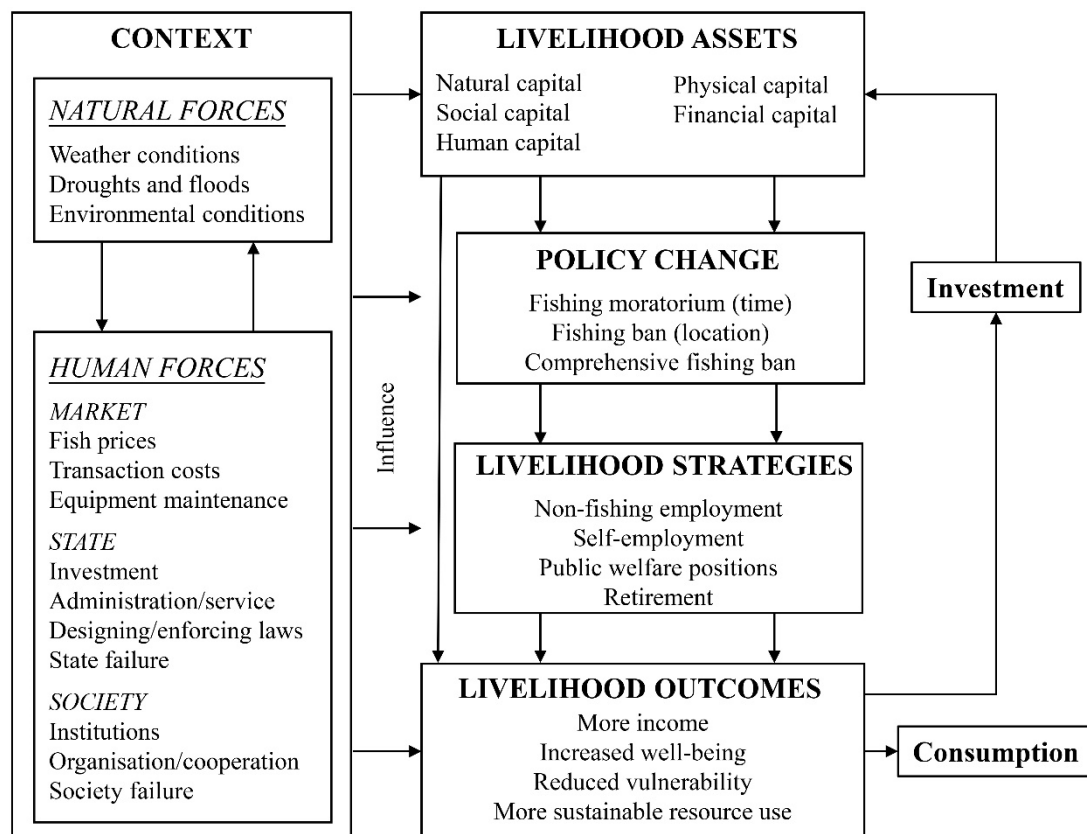 CONTEXT
NATURAL FORCES
Weather conditions
Droughts and floods
Environmental conditions
HUMAN FORCES
MARKET
Fish prices
Transaction costs
Equipment maintenance
STATE
Investment
Administration/service
Designing/enforcing laws
State failure
SOCIETY
Institutions
Organisation/cooperation
Society failure
Influence
LIVELIHOOD ASSETS
Natural capital
Social capital
Human capital
Physical capital
Financial capital
POLICY CHANGE
Fishing moratorium (time)
Fishing ban (location)
Comprehensive fishing ban
LIVELIHOOD STRATEGIES
Non-fishing employment
Self-employment
Public welfare positions
Retirement
LIVELIHOOD OUTCOMES
More income
Increased well-being
Reduced vulnerability
More sustainable resource use
Investment
Consumption